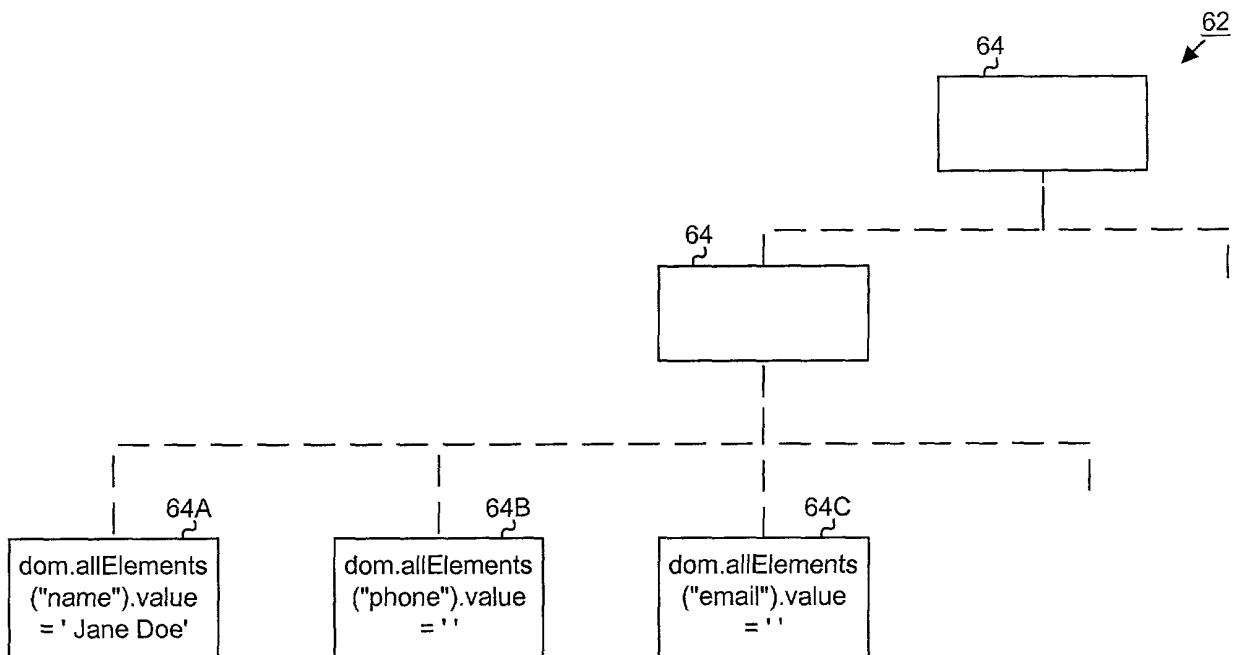 62
64
64
64A
64B
64C
dom.allElements
("name").value
= ' Jane Doe'
dom.allElements
("phone").value
= ' '
dom.allElements
("email").value
= ' '